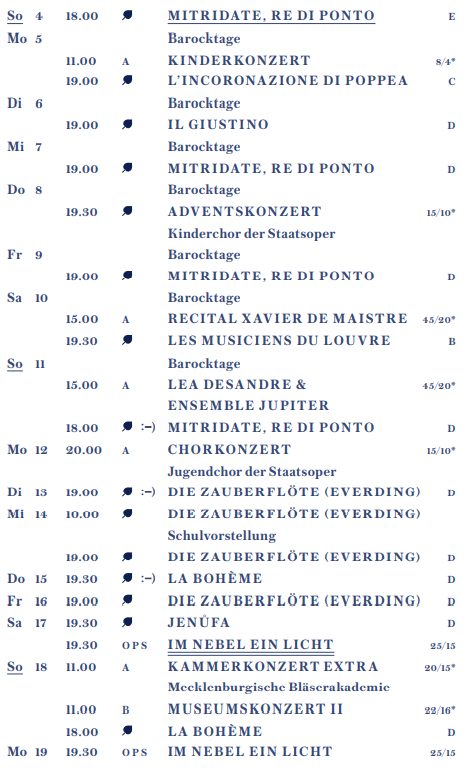 So 4 18.00 MITRIDATE, RE DI PONTO E
Mo 5 Barocktage
11.00 A KINDERKONZERT 8/4*
19.00 L'INCORONAZIONE DI POPPEA C
Di 6 Barocktage
19.00 IL GIUSTINO D
Mi 7 Barocktage
19.00 MITRIDATE, RE DI PONTO D
Do 8 Barocktage
19.30 ADVENTSKONZERT 15/10*
Kinderchor der Staatsoper
Fr 9 Barocktage
19.00 MITRIDATE, RE DI PONTO D
Sa 10 Barocktage
15.00 A RECITAL XAVIER DE MAISTRE 45/20*
19.30 LES MUSICIENS DU LOUVRE B
So 11 Barocktage
15.00 A LEA DESANDRE & 45/20*
ENSEMBLE JUPITER
18.00 :-) MITRIDATE, RE DI PONTO D
Mo 12 20.00 A CHORKONZERT 15/10*
Jugendchor der Staatsoper
Di 13 19.00 :-) DIE ZAUBERFLÖTE (EVERDING) D
Mi 14 10.00 DIE ZAUBERFLÖTE (EVERDING)
Schulvorstellung
19.00 DIE ZAUBERFLÖTE (EVERDING) D
Do 15 19.30 :-) LA BOHÈME D
Fr 16 19.00 DIE ZAUBERFLÖTE (EVERDING) D
Sa 17 19.30 JENŮFA D
19.30 OPS IM NEBEL EIN LICHT 25/15
So 18 11.00 A KAMMERKONZERT EXTRA 20/15*
Mecklenburgische Bläserakademie
11.00 B MUSEUMSKONZERT II 22/16*
18.00 LA BOHÈME D
Mo 19 19.30 OPS IM NEBEL EIN LICHT 25/15